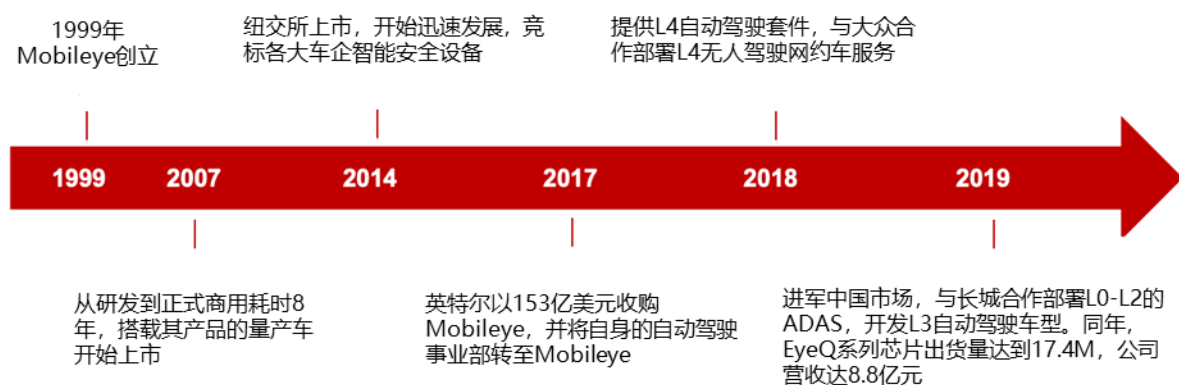 1999年
Mobileye创立
纽交所上市，开始迅速发展，竞
标各大车企智能安全设备
提供L4自动驾驶套件，与大众合
作部署L4无人驾驶网约车服务
1999 2007 2014 2017 2018 2019
从研发到正式商用耗时8
年，搭载其产品的量产车
开始上市
英特尔以153亿美元收购
Mobileye，并将自身的自动驾驶
事业部转至Mobileye
进军中国市场，与长城合作部署L0-L2的
ADAS，开发L3自动驾驶车型。同年，
EyeQ系列芯片出货量达到17.4M，公司
营收达8.8亿元